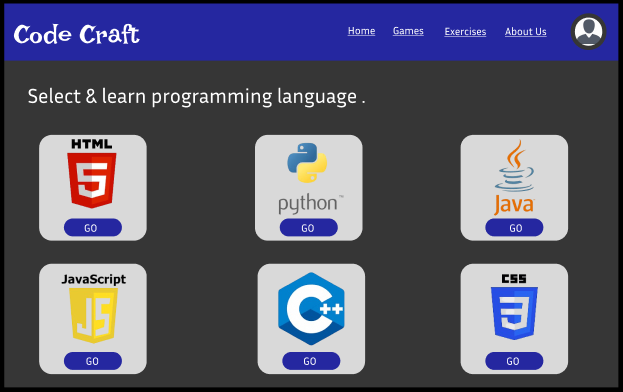 Code Craft
Home Games Exercises About Us
Select & learn programming language .
HTML
5
GO
python™
GO
Java
GO
JavaScript
JS
GO
C++
GO
CSS
3
GO